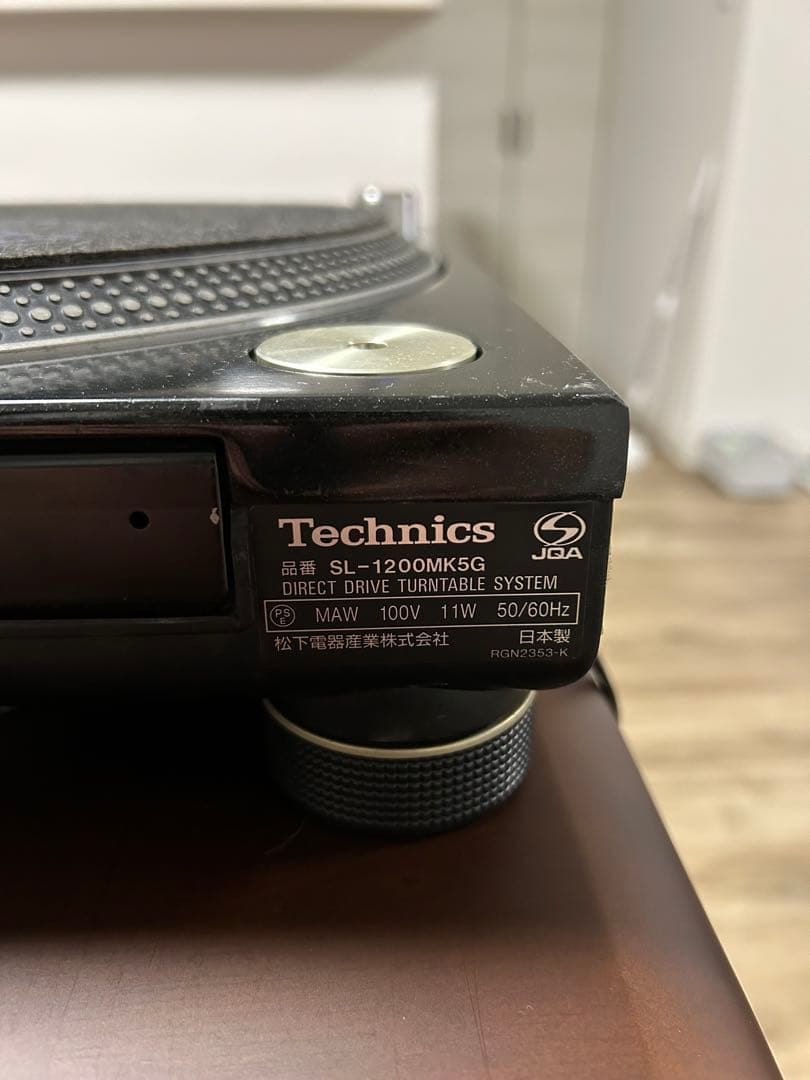 Technics
JQA
品番 SL-1200MK5G
DIRECT DRIVE TURNTABLE SYSTEM
PS E MAW 100V 11W 50/60Hz
松下電器産業株式会社 日本製
RGN2353-K